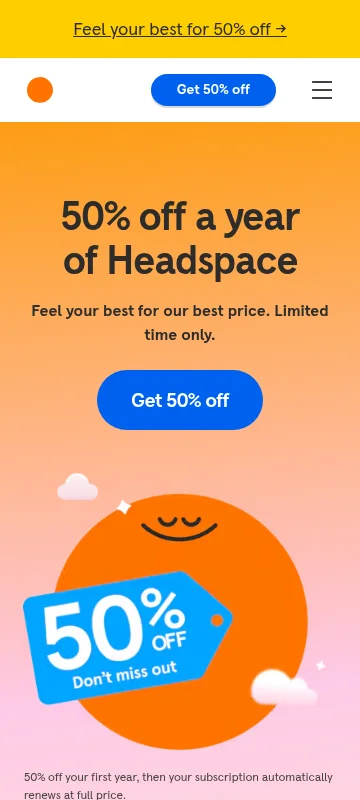 Feel your best for 50% off →
Get 50% off
50% off a year
of Headspace
Feel your best for our best price. Limited
time only.
Get 50% off
50%
OFF
Don't miss out
50% off your first year, then your subscription automatically
renews at full price.